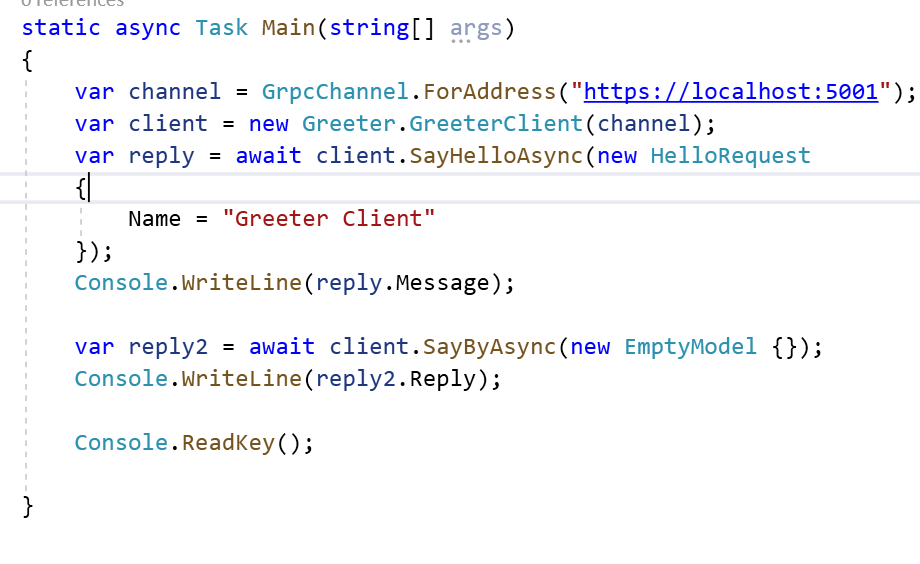 0 references
static async Task Main(string[] args)
{
var channel = GrpcChannel.ForAddress("https://localhost:5001");
var client = new Greeter.GreeterClient(channel);
var reply = await client.SayHelloAsync(new HelloRequest
{
Name = "Greeter Client"
});
Console.WriteLine(reply.Message);
var reply2 = await client.SayByAsync(new EmptyModel {});
Console.WriteLine(reply2.Reply);
Console.ReadKey();
}